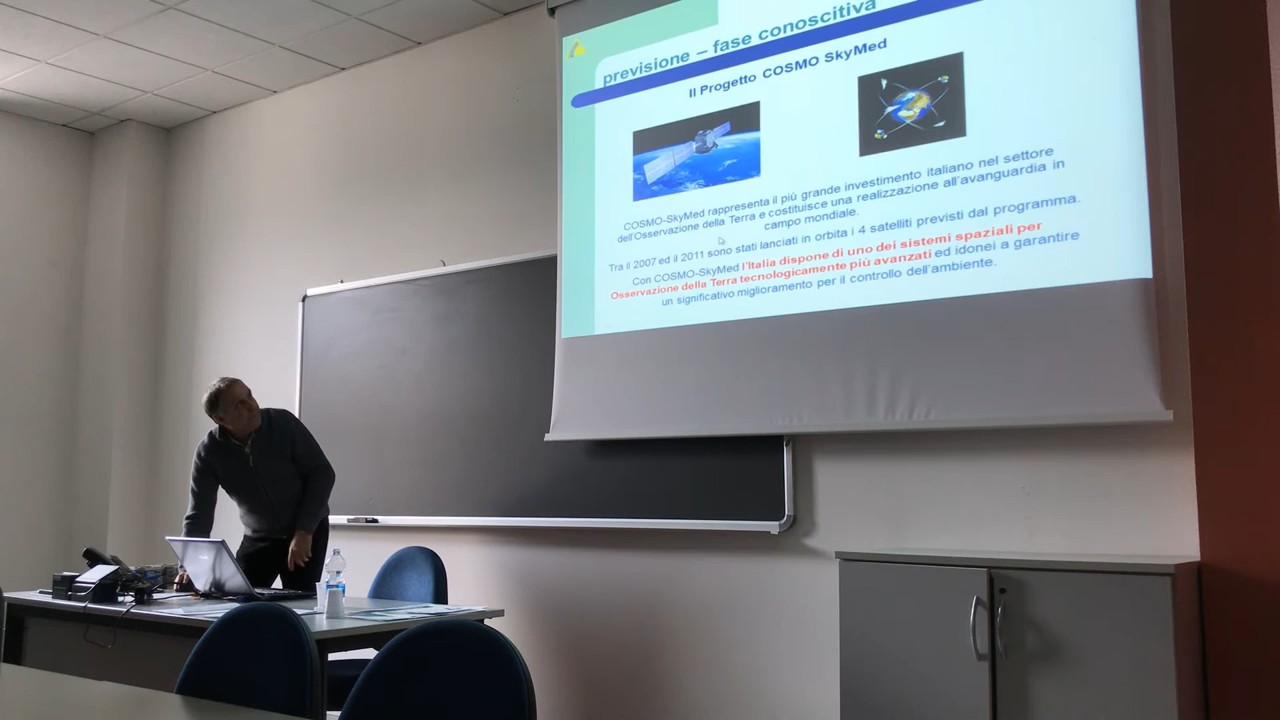 previsione – fase conoscitiva
Il Progetto COSMO SkyMed
COSMO-SkyMed rappresenta il più grande investimento italiano nel settore
dell'Osservazione della Terra e costituisce una realizzazione all'avanguardia in
campo mondiale.
Tra il 2007 ed il 2011 sono stati lanciati in orbita i 4 satelliti previsti dal programma.
Con COSMO-SkyMed l'Italia dispone di uno dei sistemi spaziali per
Osservazione della Terra tecnologicamente più avanzati ed idonei a garantire
un significativo miglioramento per il controllo dell'ambiente.